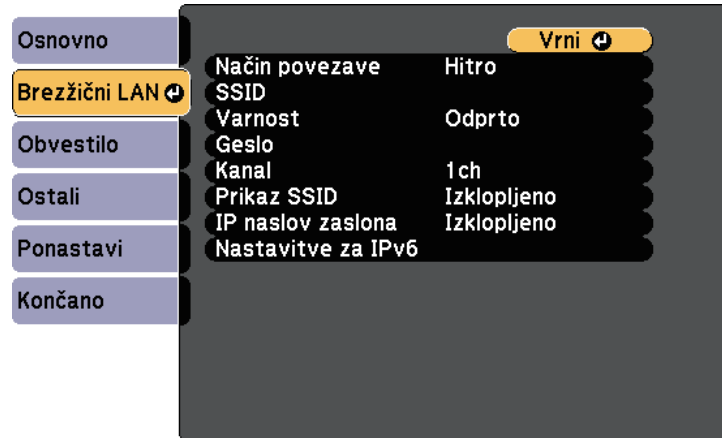 Osnovno
Brezžični LAN
Obvestilo
Ostali
Ponastavi
Končano
Vrni
Način povezave Hitro
SSID
Varnost Odprto
Geslo
Kanal 1ch
Prikaz SSID Izklopljeno
IP naslov zaslona Izklopljeno
Nastavitve za IPv6